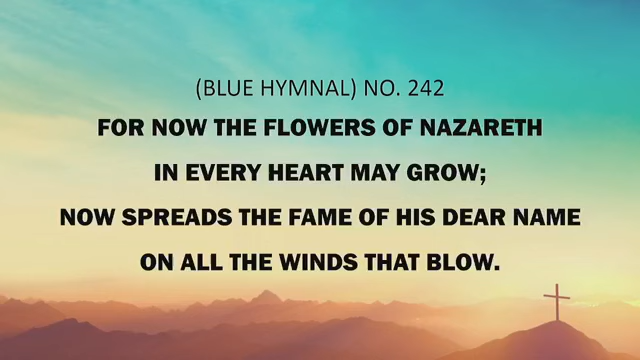 (BLUE HYMNAL) NO. 242
FOR NOW THE FLOWERS OF NAZARETH
IN EVERY HEART MAY GROW;
NOW SPREADS THE FAME OF HIS DEAR NAME
ON ALL THE WINDS THAT BLOW.